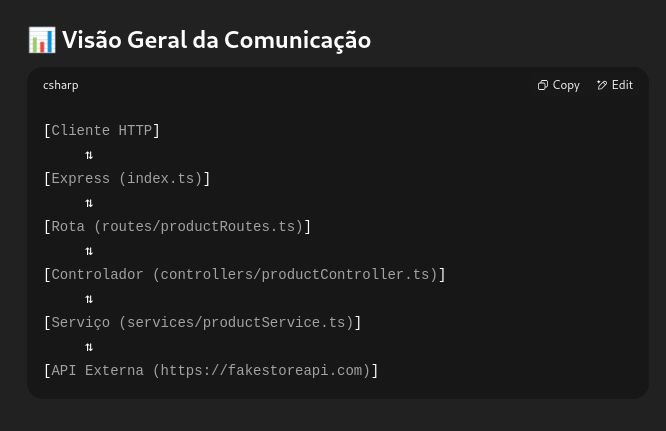 📊 Visão Geral da Comunicação
csharp Copy Edit
[Cliente HTTP]
⇅
[Express (index.ts)]
⇅
[Rota (routes/productRoutes.ts)]
⇅
[Controlador (controllers/productController.ts)]
⇅
[Serviço (services/productService.ts)]
⇅
[API Externa (https://fakestoreapi.com)]